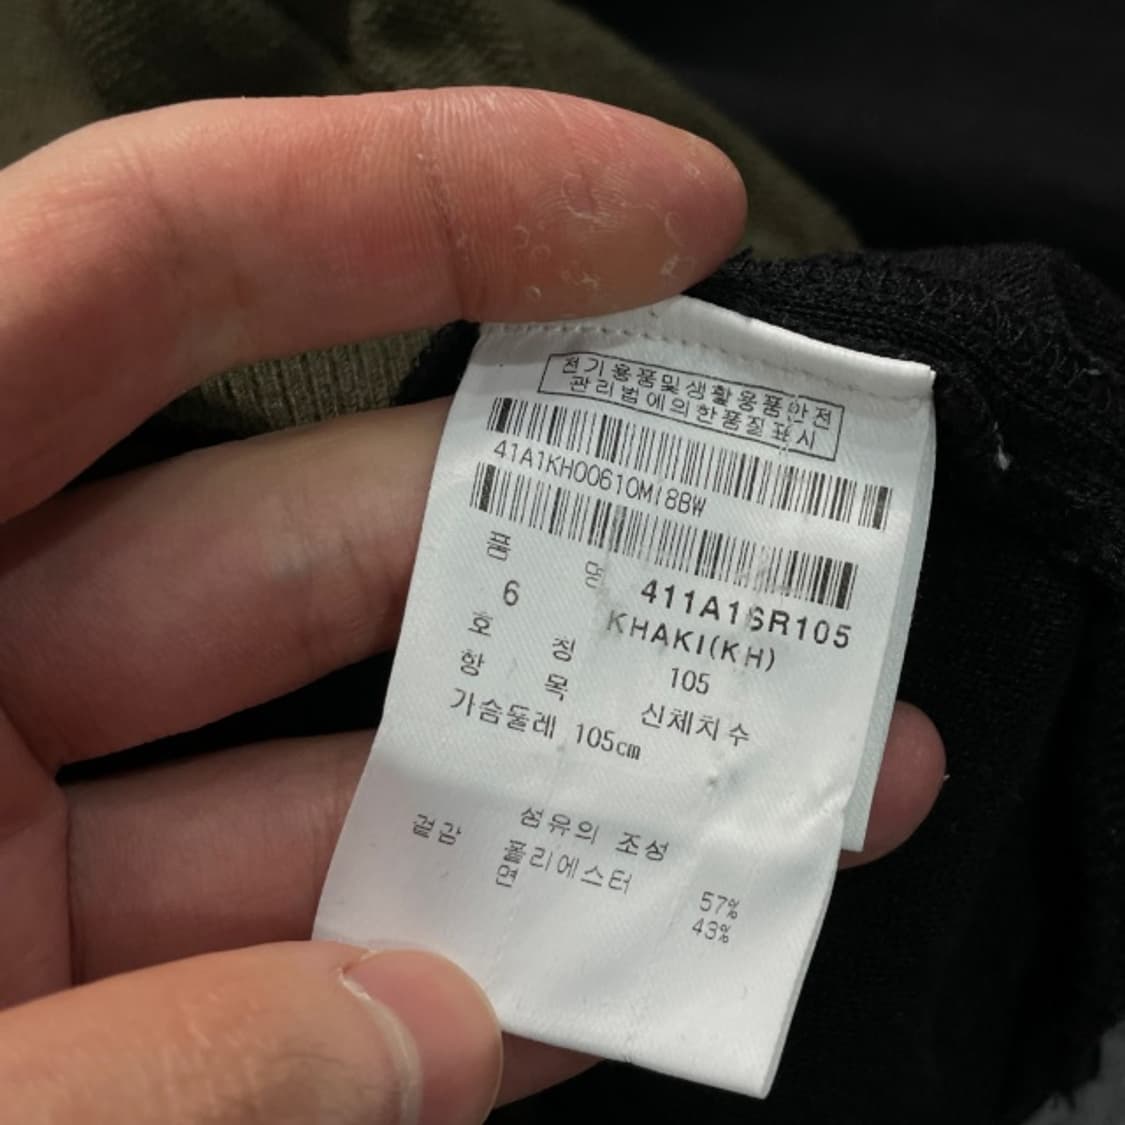 전기용품및생활용품안전
관리법에의한품질표시
41A1KH00610M18BW
품 명 411A1SR105
6 KHAKI(KH)
호 칭 105
항 목 신체치수
가슴둘레 105cm
섬유의 조성
겉감 폴리에스터 57%
면 43%